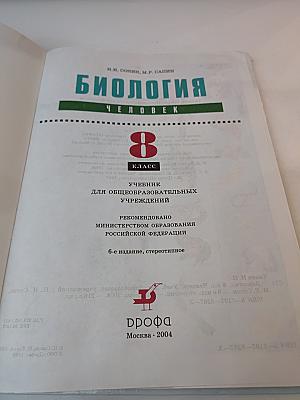 Н.И. СОНИН, М.Р. САПИН
БИОЛОГИЯ
ЧЕЛОВЕК
8
КЛАСС
УЧЕБНИК
ДЛЯ ОБЩЕОБРАЗОВАТЕЛЬНЫХ
УЧРЕЖДЕНИЙ
РЕКОМЕНДОВАНО
МИНИСТЕРСТВОМ ОБРАЗОВАНИЯ
РОССИЙСКОЙ ФЕДЕРАЦИИ
6-е издание, стереотипное
ДРОФА
Москва · 2004